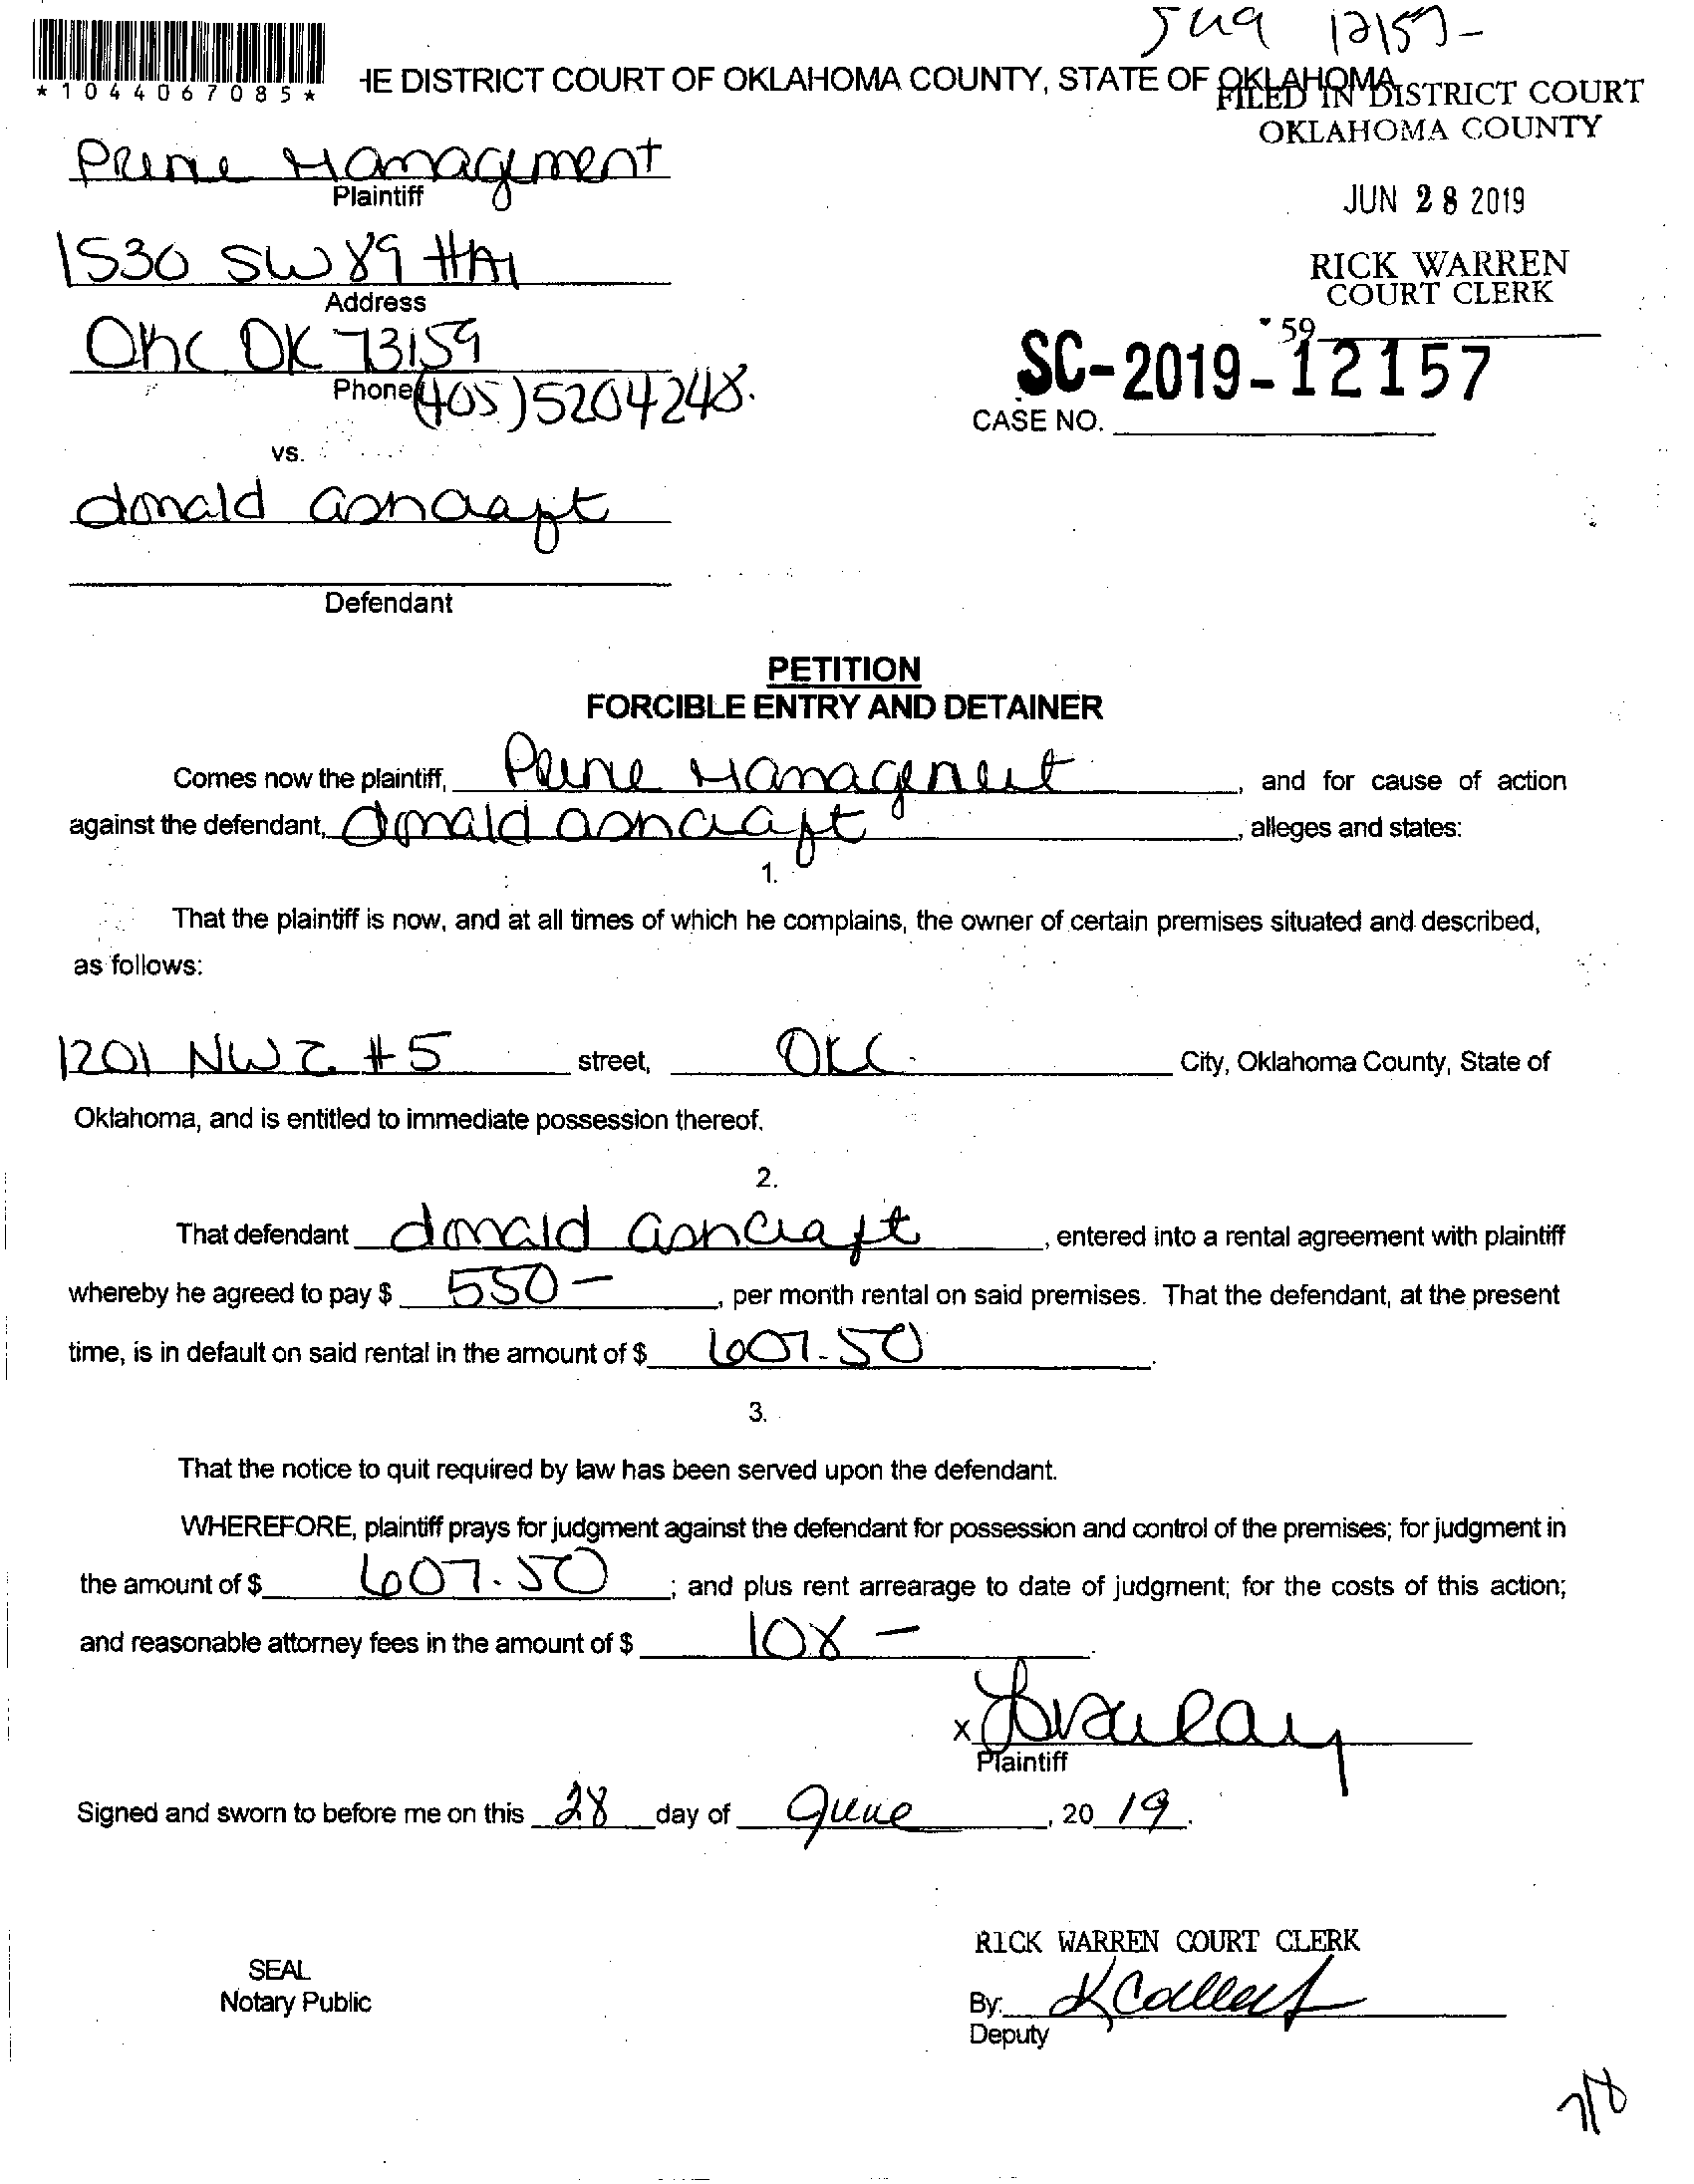 *1044067085*
HE DISTRICT COURT OF OKLAHOMA COUNTY, STATE OF OKLAHOMA
FILED IN DISTRICT COURT
OKLAHOMA COUNTY
JUN 28 2019
RICK WARREN
COURT CLERK
59
Prime Management
Plaintiff
1530 SW 89 #A1
Address
OKC OK 73159
Phone (405) 5204248.
SC-2019-12157
CASE NO.
vs.
donald ashcraft
Defendant
PETITION
FORCIBLE ENTRY AND DETAINER
Comes now the plaintiff, Prime Management, and for cause of action
against the defendant, donald ashcraft, alleges and states:
1.
That the plaintiff is now, and at all times of which he complains, the owner of certain premises situated and described,
as follows:
1201 NW 2 #5 street, OKC City, Oklahoma County, State of
Oklahoma, and is entitled to immediate possession thereof.
2.
That defendant donald ashcraft, entered into a rental agreement with plaintiff
whereby he agreed to pay $ 550-, per month rental on said premises. That the defendant, at the present
time, is in default on said rental in the amount of $ 607.50.
3.
That the notice to quit required by law has been served upon the defendant.
WHEREFORE, plaintiff prays for judgment against the defendant for possession and control of the premises; for judgment in
the amount of $ 607.50; and plus rent arrearage to date of judgment; for the costs of this action;
and reasonable attorney fees in the amount of $ 108-.
x
Plaintiff
Signed and sworn to before me on this 28 day of June, 2019.
RICK WARREN COURT CLERK
SEAL
Notary Public
By:
Deputy
7/8